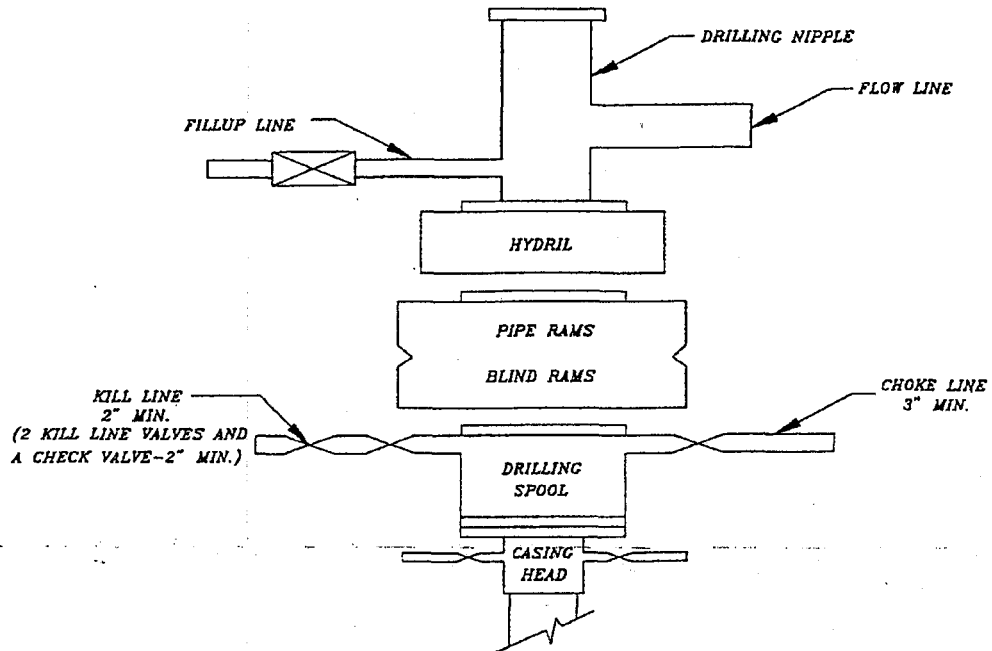 DRILLING NIPPLE
FLOW LINE
FILLUP LINE
HYDRIL
PIPE RAMS
BLIND RAMS
KILL LINE
2" MIN.
(2 KILL LINE VALVES AND
A CHECK VALVE-2" MIN.)
CHOKE LINE
3" MIN.
DRILLING
SPOOL
CASING
HEAD